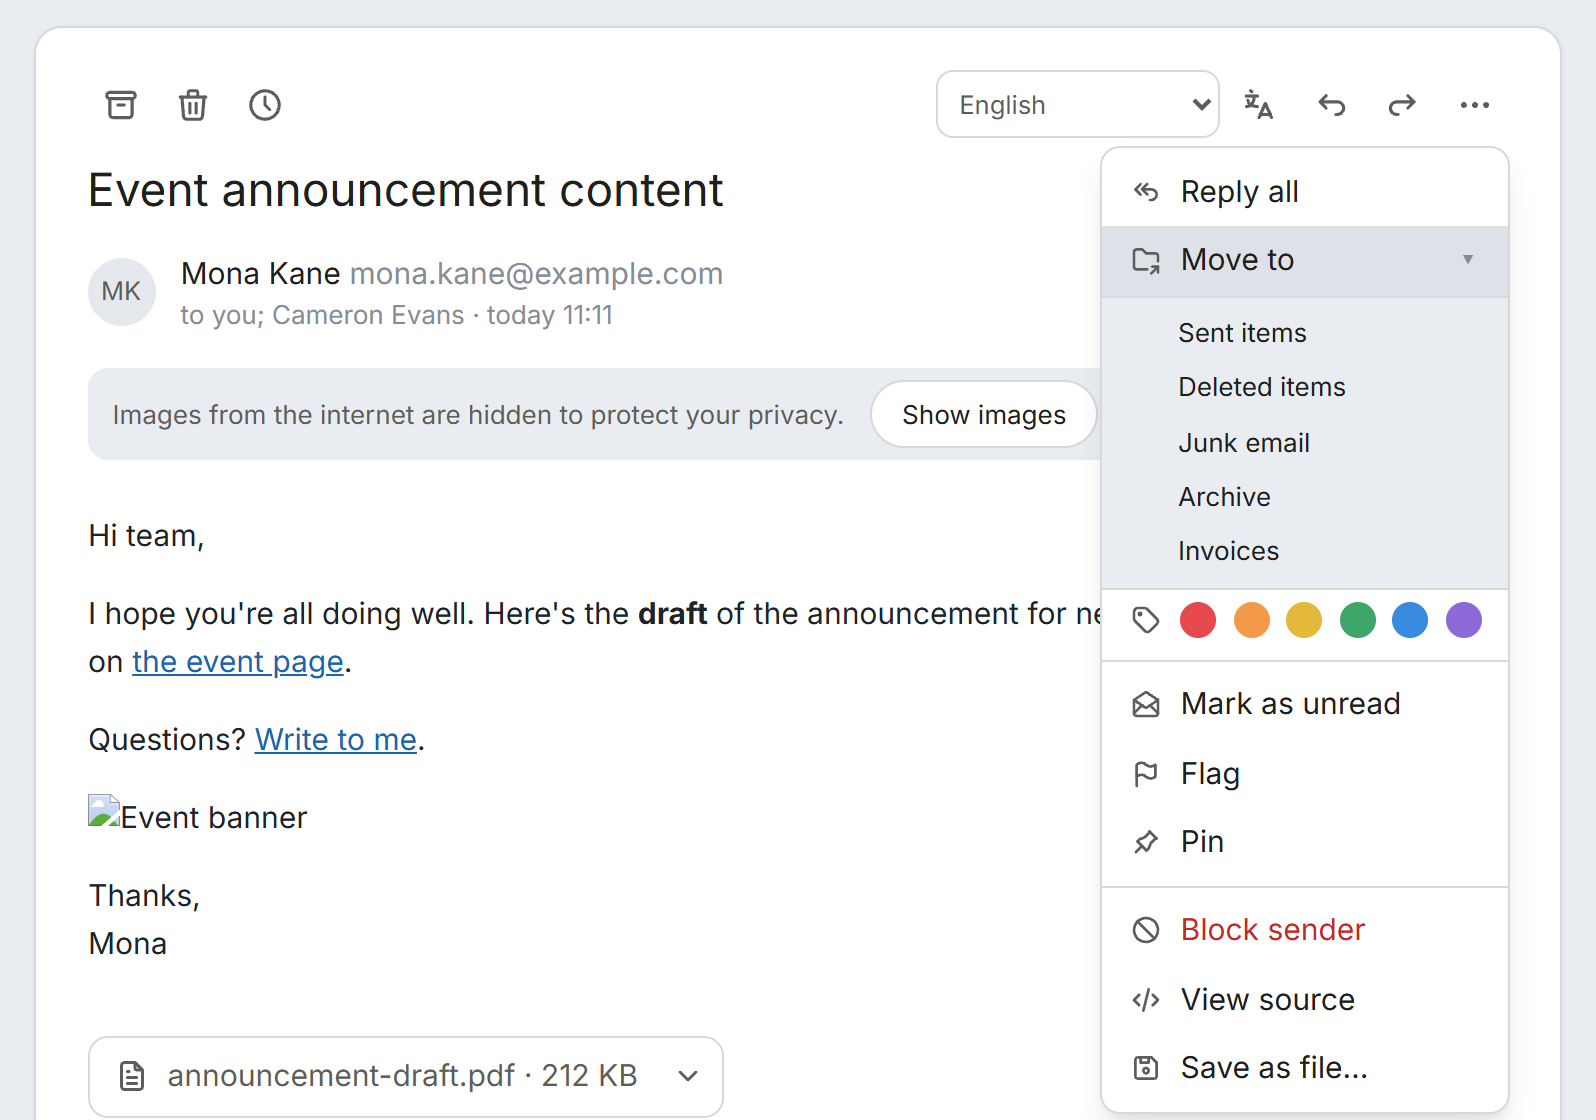 English
Event announcement content
MK
Mona Kane mona.kane@example.com
to you; Cameron Evans · today 11:11
Images from the internet are hidden to protect your privacy.
Show images
Hi team,
I hope you're all doing well. Here's the draft of the announcement for
on the event page.
Questions? Write to me.
Event banner
Thanks,
Mona
announcement-draft.pdf · 212 KB
Reply all
Move to
Sent items
Deleted items
Junk email
Archive
Invoices
Mark as unread
Flag
Pin
Block sender
View source
Save as file...